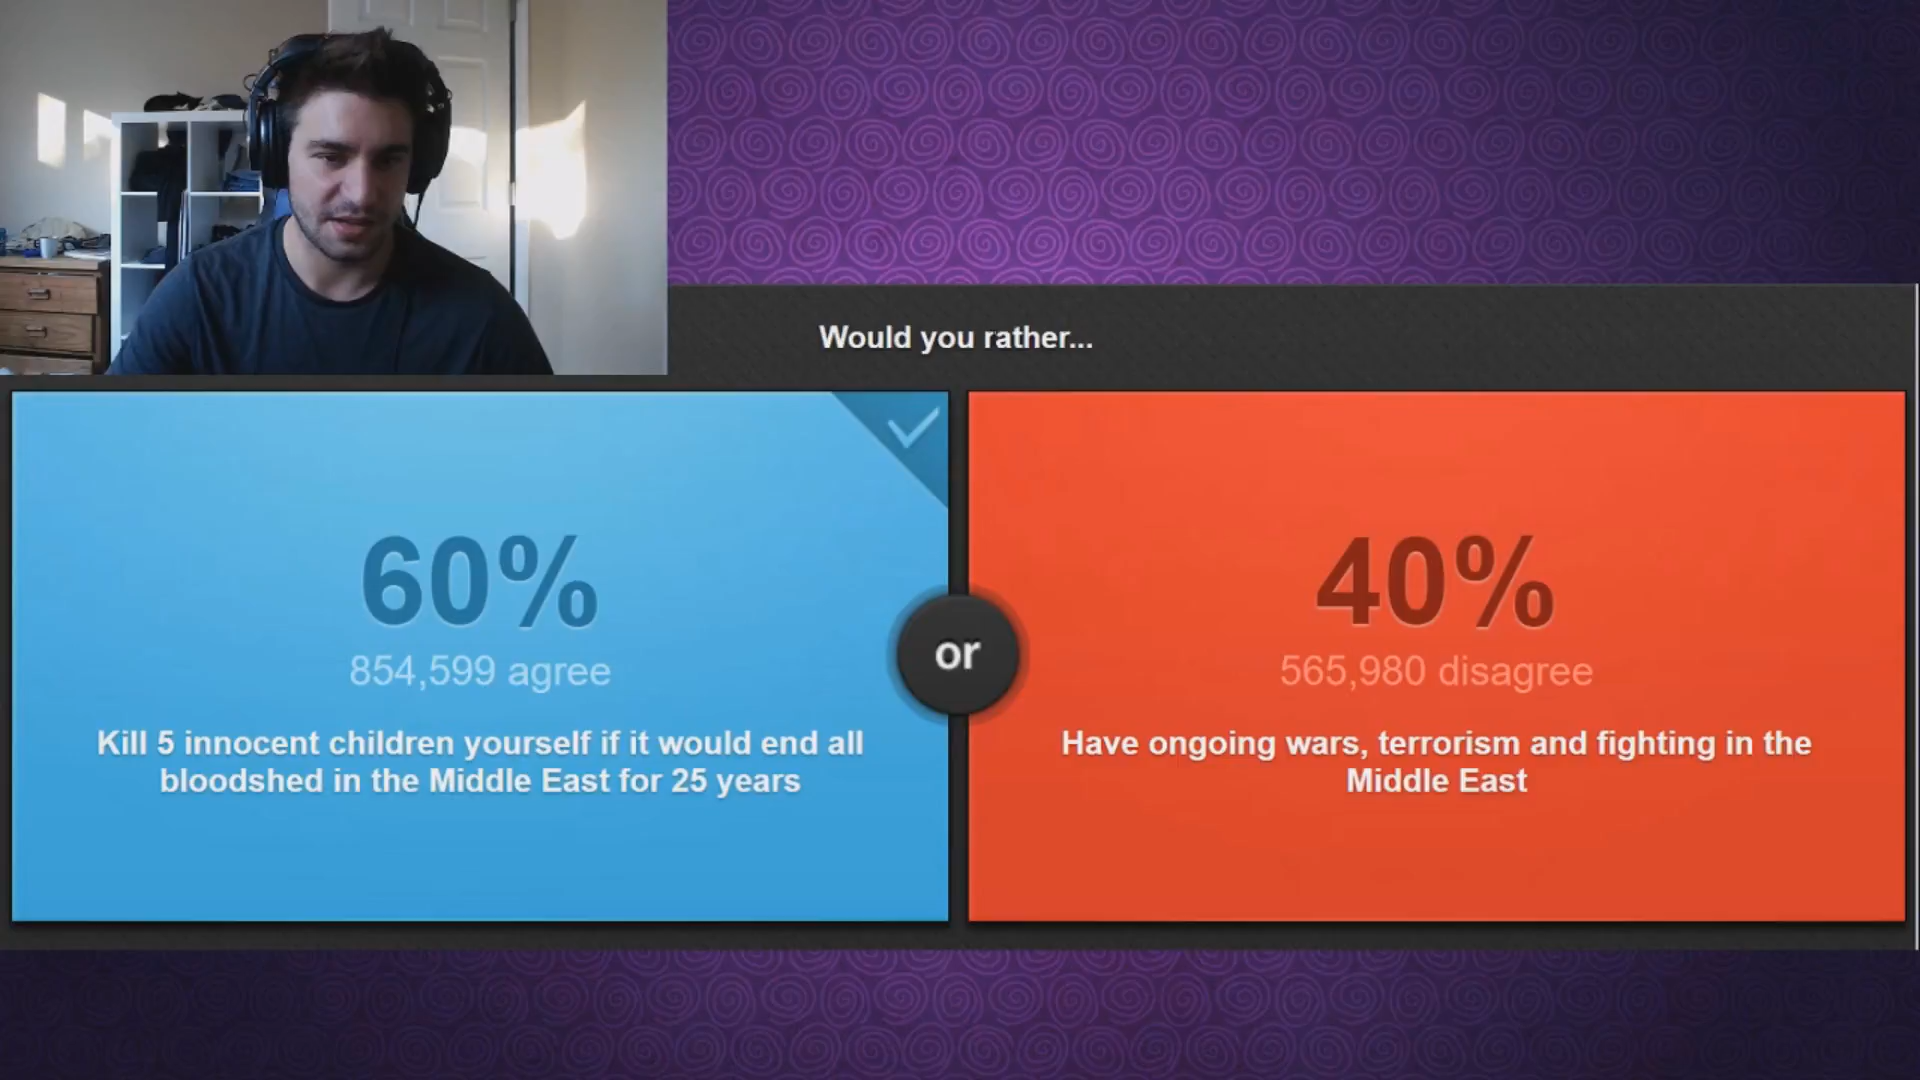 Would you rather...
60%
854,599 agree
Kill 5 innocent children yourself if it would end all
bloodshed in the Middle East for 25 years
or
40%
565,980 disagree
Have ongoing wars, terrorism and fighting in the
Middle East